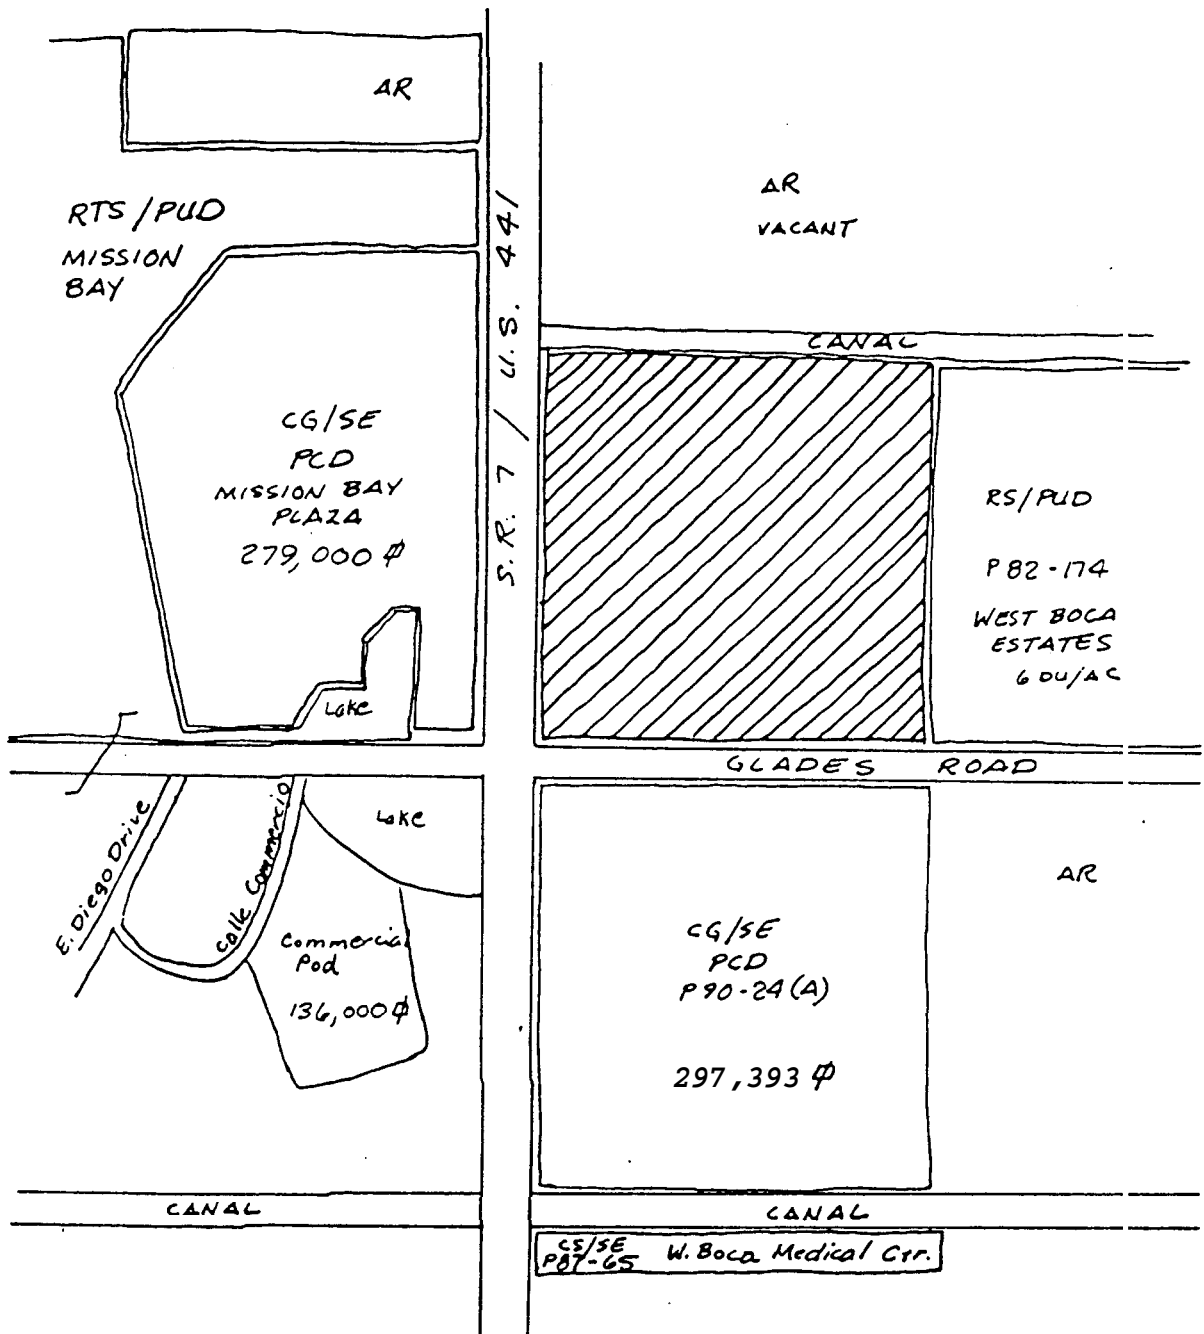 AR
RTS/PUD
MISSION
BAY
AR
VACANT
S.R. 7 / U.S. 441
CANAL
CG/SE
PCD
MISSION BAY
PLAZA
279,000 ⏀
Lake
RS/PUD
P82-174
WEST BOCA
ESTATES
6 DU/AC
GLADES ROAD
E. Diego Drive
Calle Commercio
Lake
Commercial
Pod
136,000 ⏀
CG/SE
PCD
P90-24(A)
297,393 ⏀
AR
CANAL
CANAL
CS/SE
P87-65
W. Boca Medical Ctr.